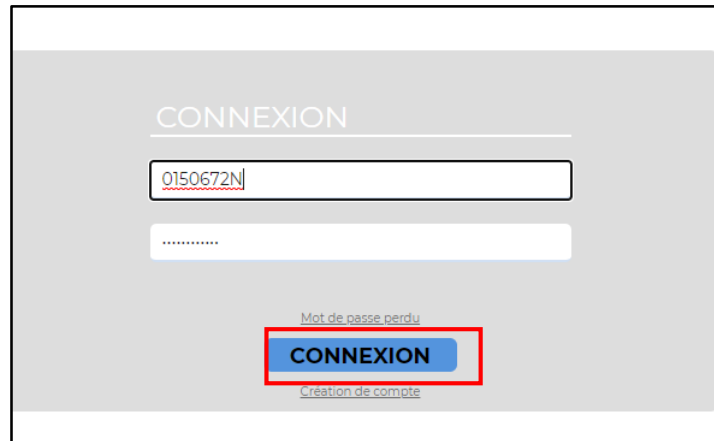 CONNEXION
0150672N
............
Mot de passe perdu
CONNEXION
Création de compte